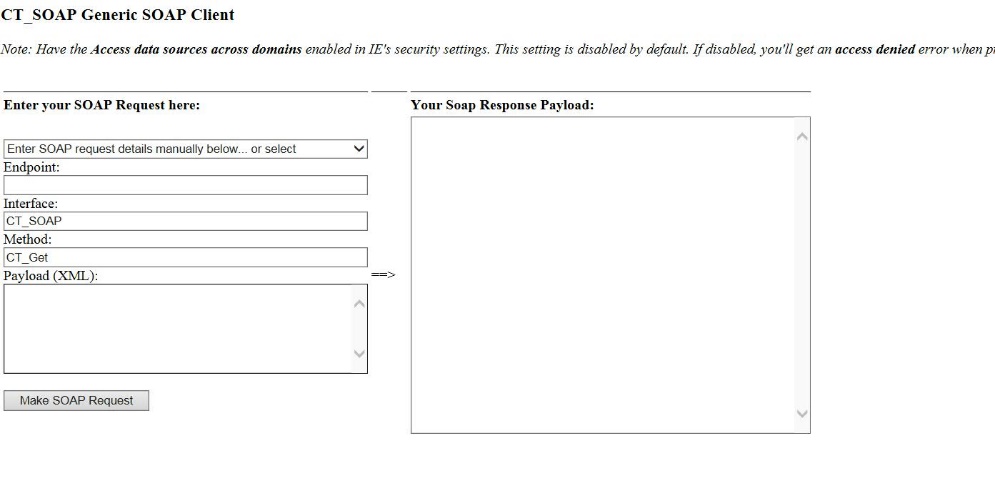 CT_SOAP Generic SOAP Client
Note: Have the Access data sources across domains enabled in IE's security settings. This setting is disabled by default. If disabled, you'll get an access denied error when
Enter your SOAP Request here:
Your Soap Response Payload:
Enter SOAP request details manually below... or select
Endpoint:
Interface:
CT_SOAP
Method:
CT_Get
Payload (XML):
==>
Make SOAP Request